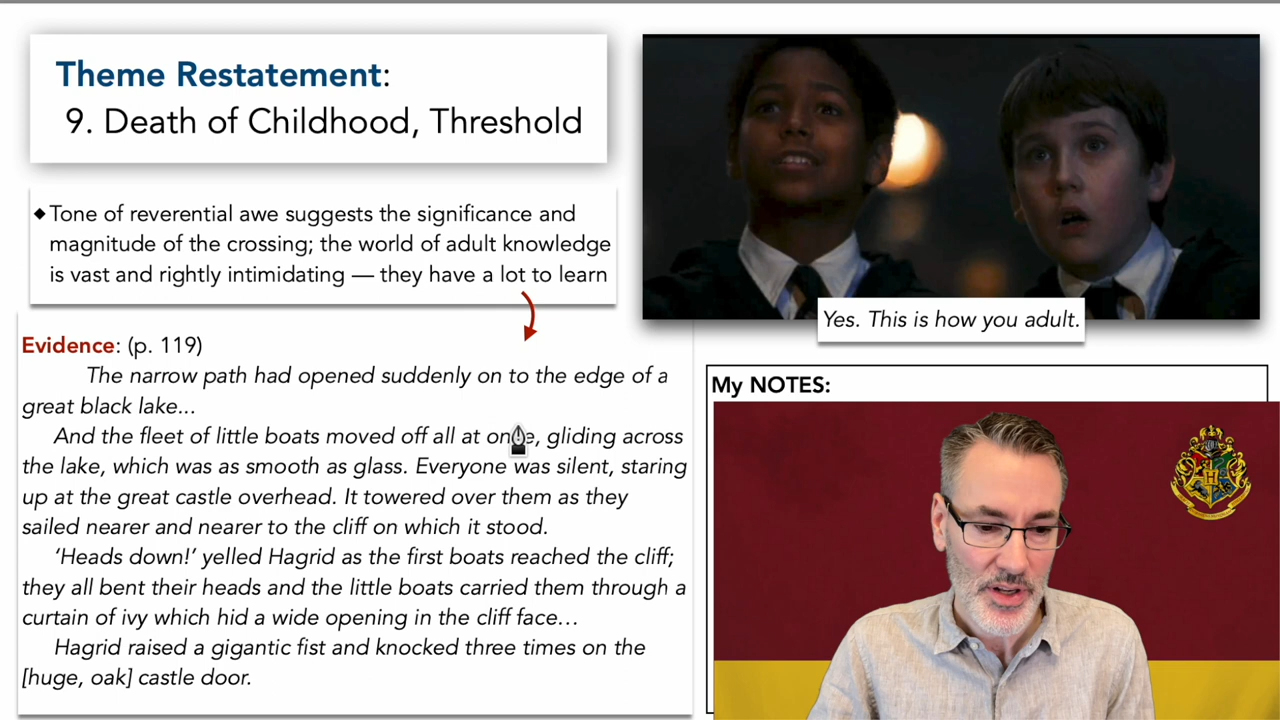 Theme Restatement:
9. Death of Childhood, Threshold
◆Tone of reverential awe suggests the significance and
magnitude of the crossing; the world of adult knowledge
is vast and rightly intimidating — they have a lot to learn
Evidence: (p. 119)
The narrow path had opened suddenly on to the edge of a
great black lake...
And the fleet of little boats moved off all at once, gliding across
the lake, which was as smooth as glass. Everyone was silent, staring
up at the great castle overhead. It towered over them as they
sailed nearer and nearer to the cliff on which it stood.
‘Heads down!’ yelled Hagrid as the first boats reached the cliff;
they all bent their heads and the little boats carried them through a
curtain of ivy which hid a wide opening in the cliff face…
Hagrid raised a gigantic fist and knocked three times on the
[huge, oak] castle door.
Yes. This is how you adult.
My NOTES:
H